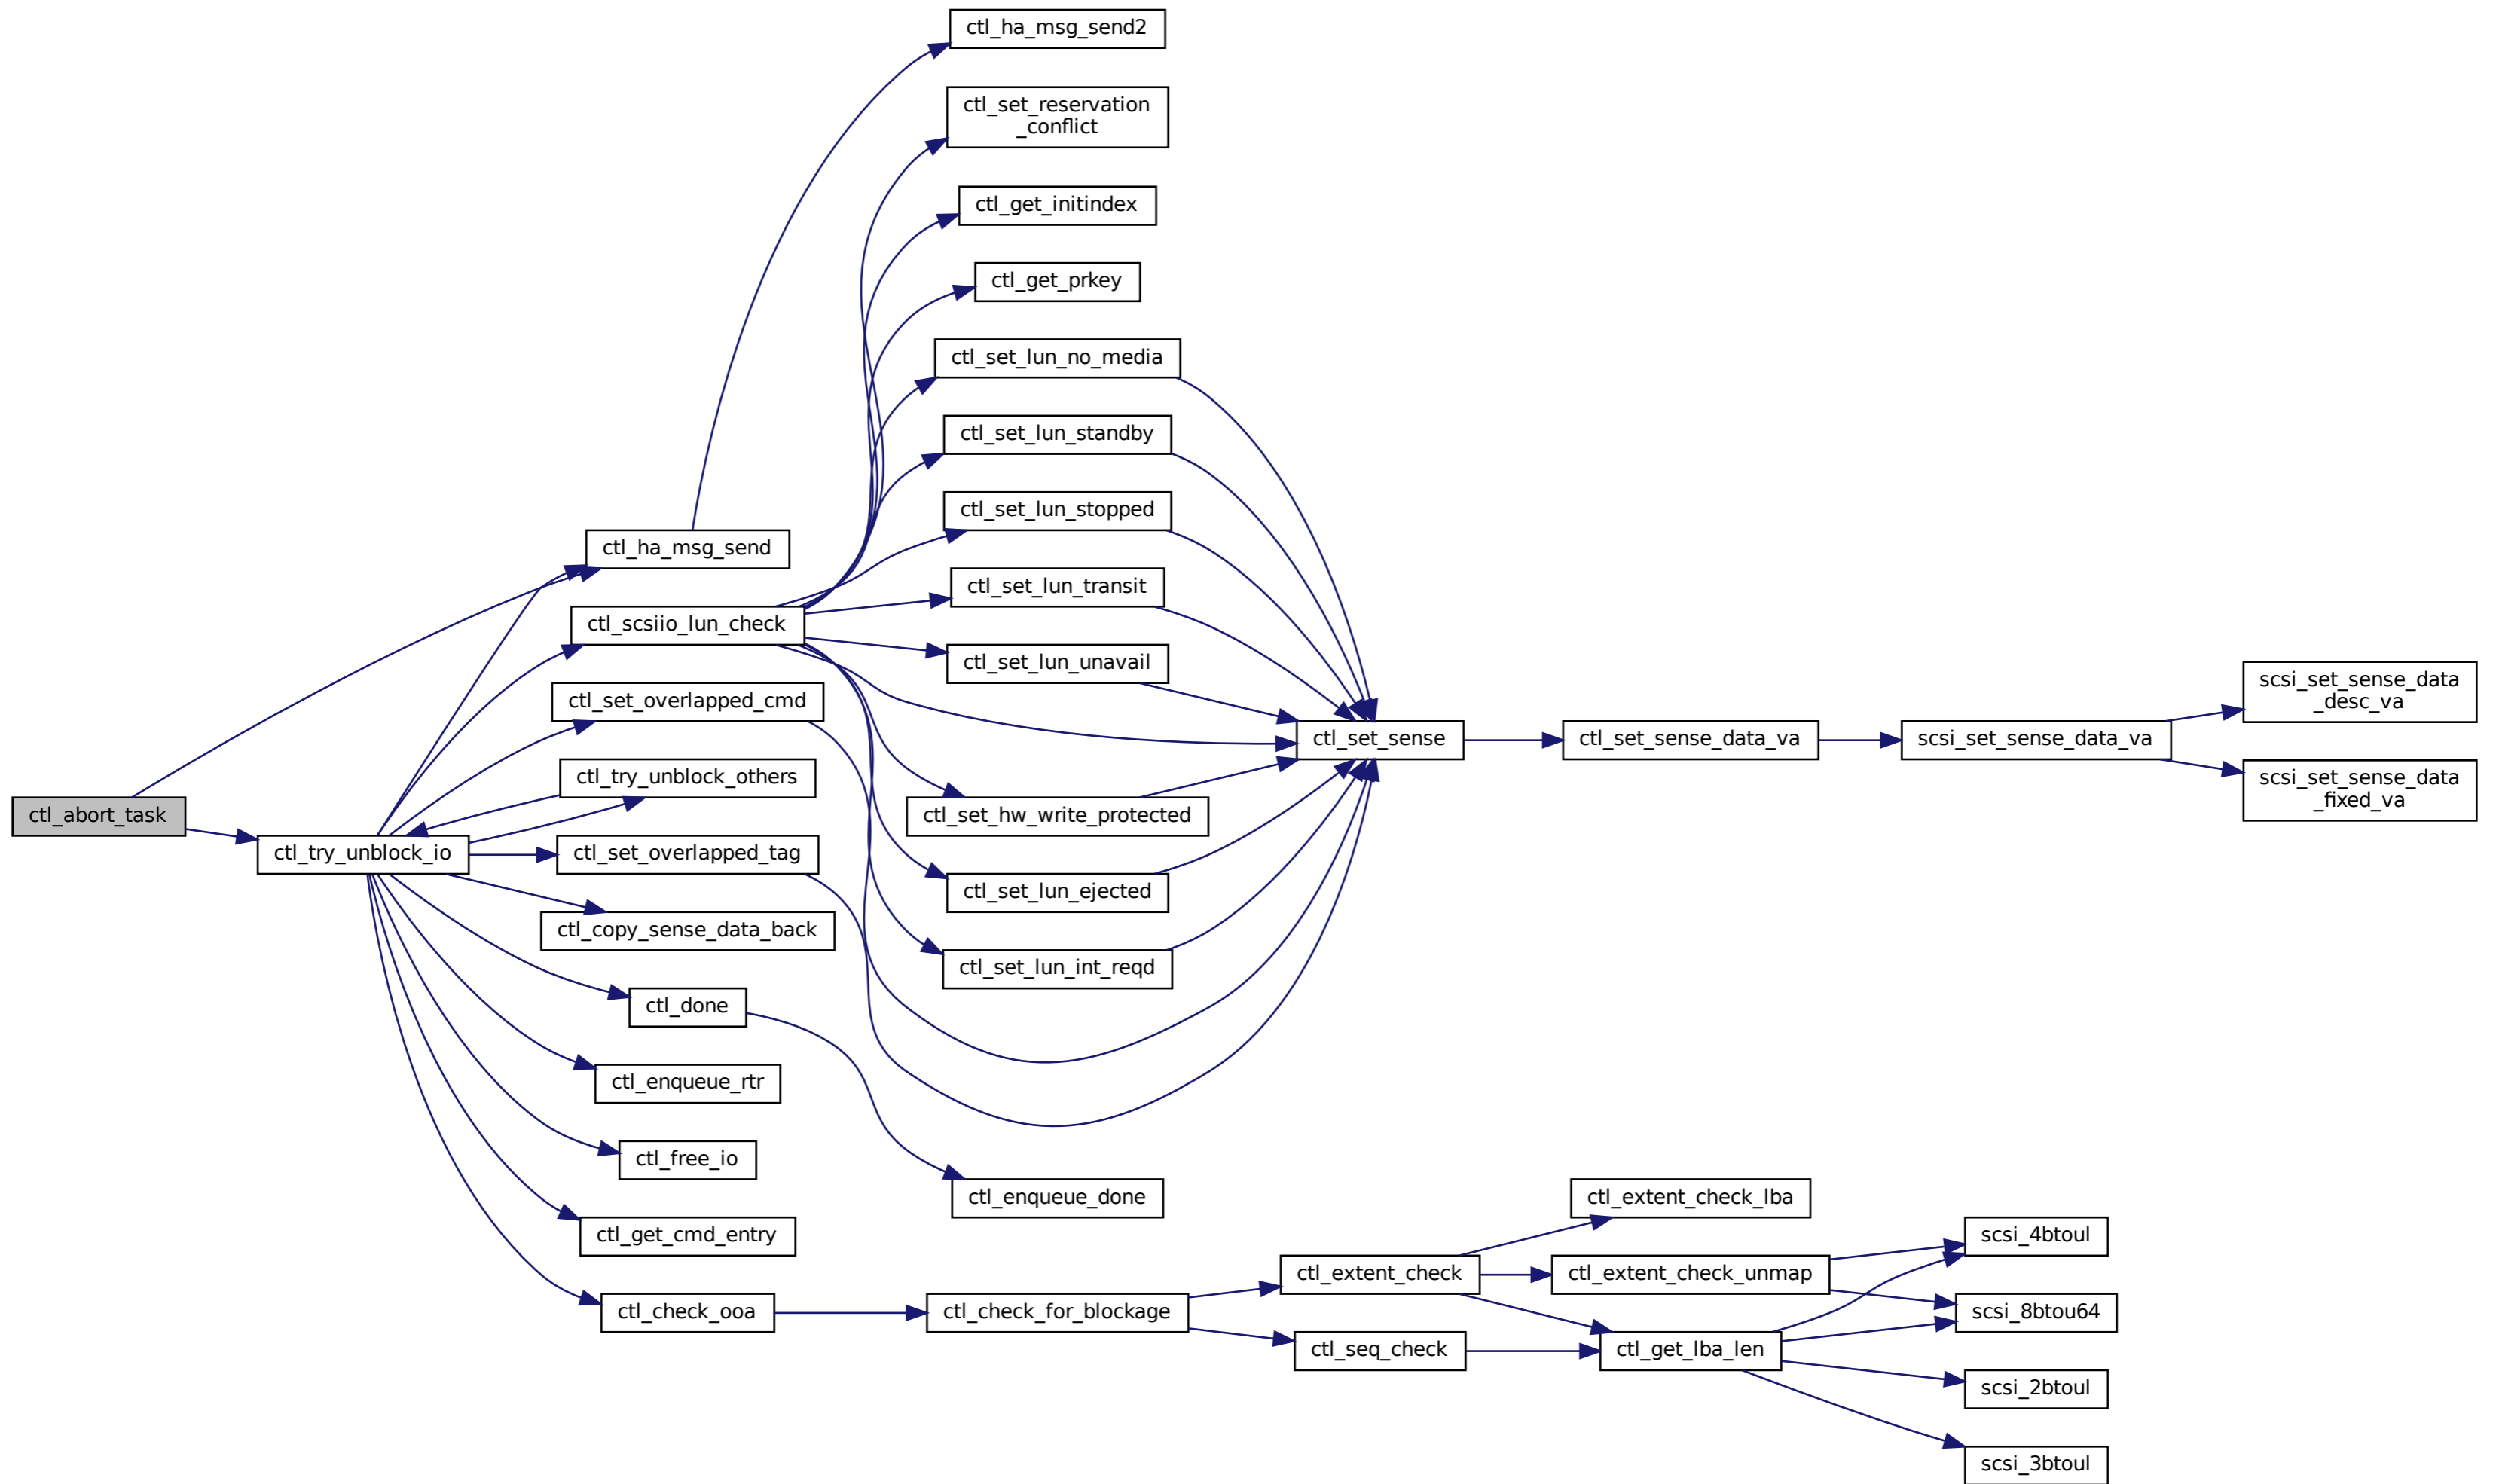 ctl_ha_msg_send2
ctl_set_reservation
_conflict
ctl_get_initindex
ctl_get_prkey
ctl_set_lun_no_media
ctl_set_lun_standby
ctl_set_lun_stopped
ctl_ha_msg_send
ctl_set_lun_transit
ctl_scsiio_lun_check
ctl_set_lun_unavail
ctl_set_overlapped_cmd
scsi_set_sense_data
_desc_va
ctl_set_sense
ctl_set_sense_data_va
scsi_set_sense_data_va
ctl_try_unblock_others
scsi_set_sense_data
_fixed_va
ctl_abort_task
ctl_set_hw_write_protected
ctl_try_unblock_io
ctl_set_overlapped_tag
ctl_set_lun_ejected
ctl_copy_sense_data_back
ctl_set_lun_int_reqd
ctl_done
ctl_enqueue_rtr
ctl_free_io
ctl_enqueue_done
ctl_extent_check_lba
ctl_get_cmd_entry
scsi_4btoul
ctl_extent_check
ctl_extent_check_unmap
ctl_check_ooa
ctl_check_for_blockage
scsi_8btou64
ctl_seq_check
ctl_get_lba_len
scsi_2btoul
scsi_3btoul